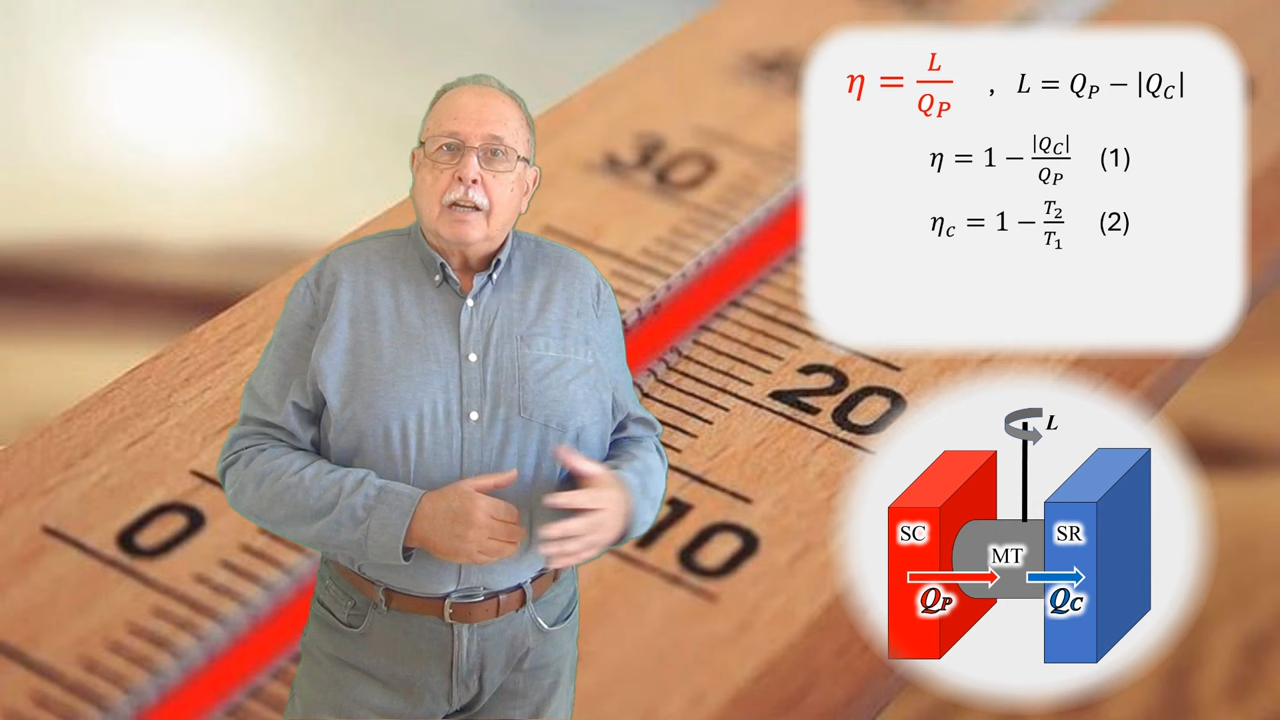 η = L / Q_P , L = Q_P − |Q_C|
η = 1 − |Q_C| / Q_P (1)
η_c = 1 − T_2 / T_1 (2)
30
20
10
0
L
SC
MT
SR
Q_P
Q_C